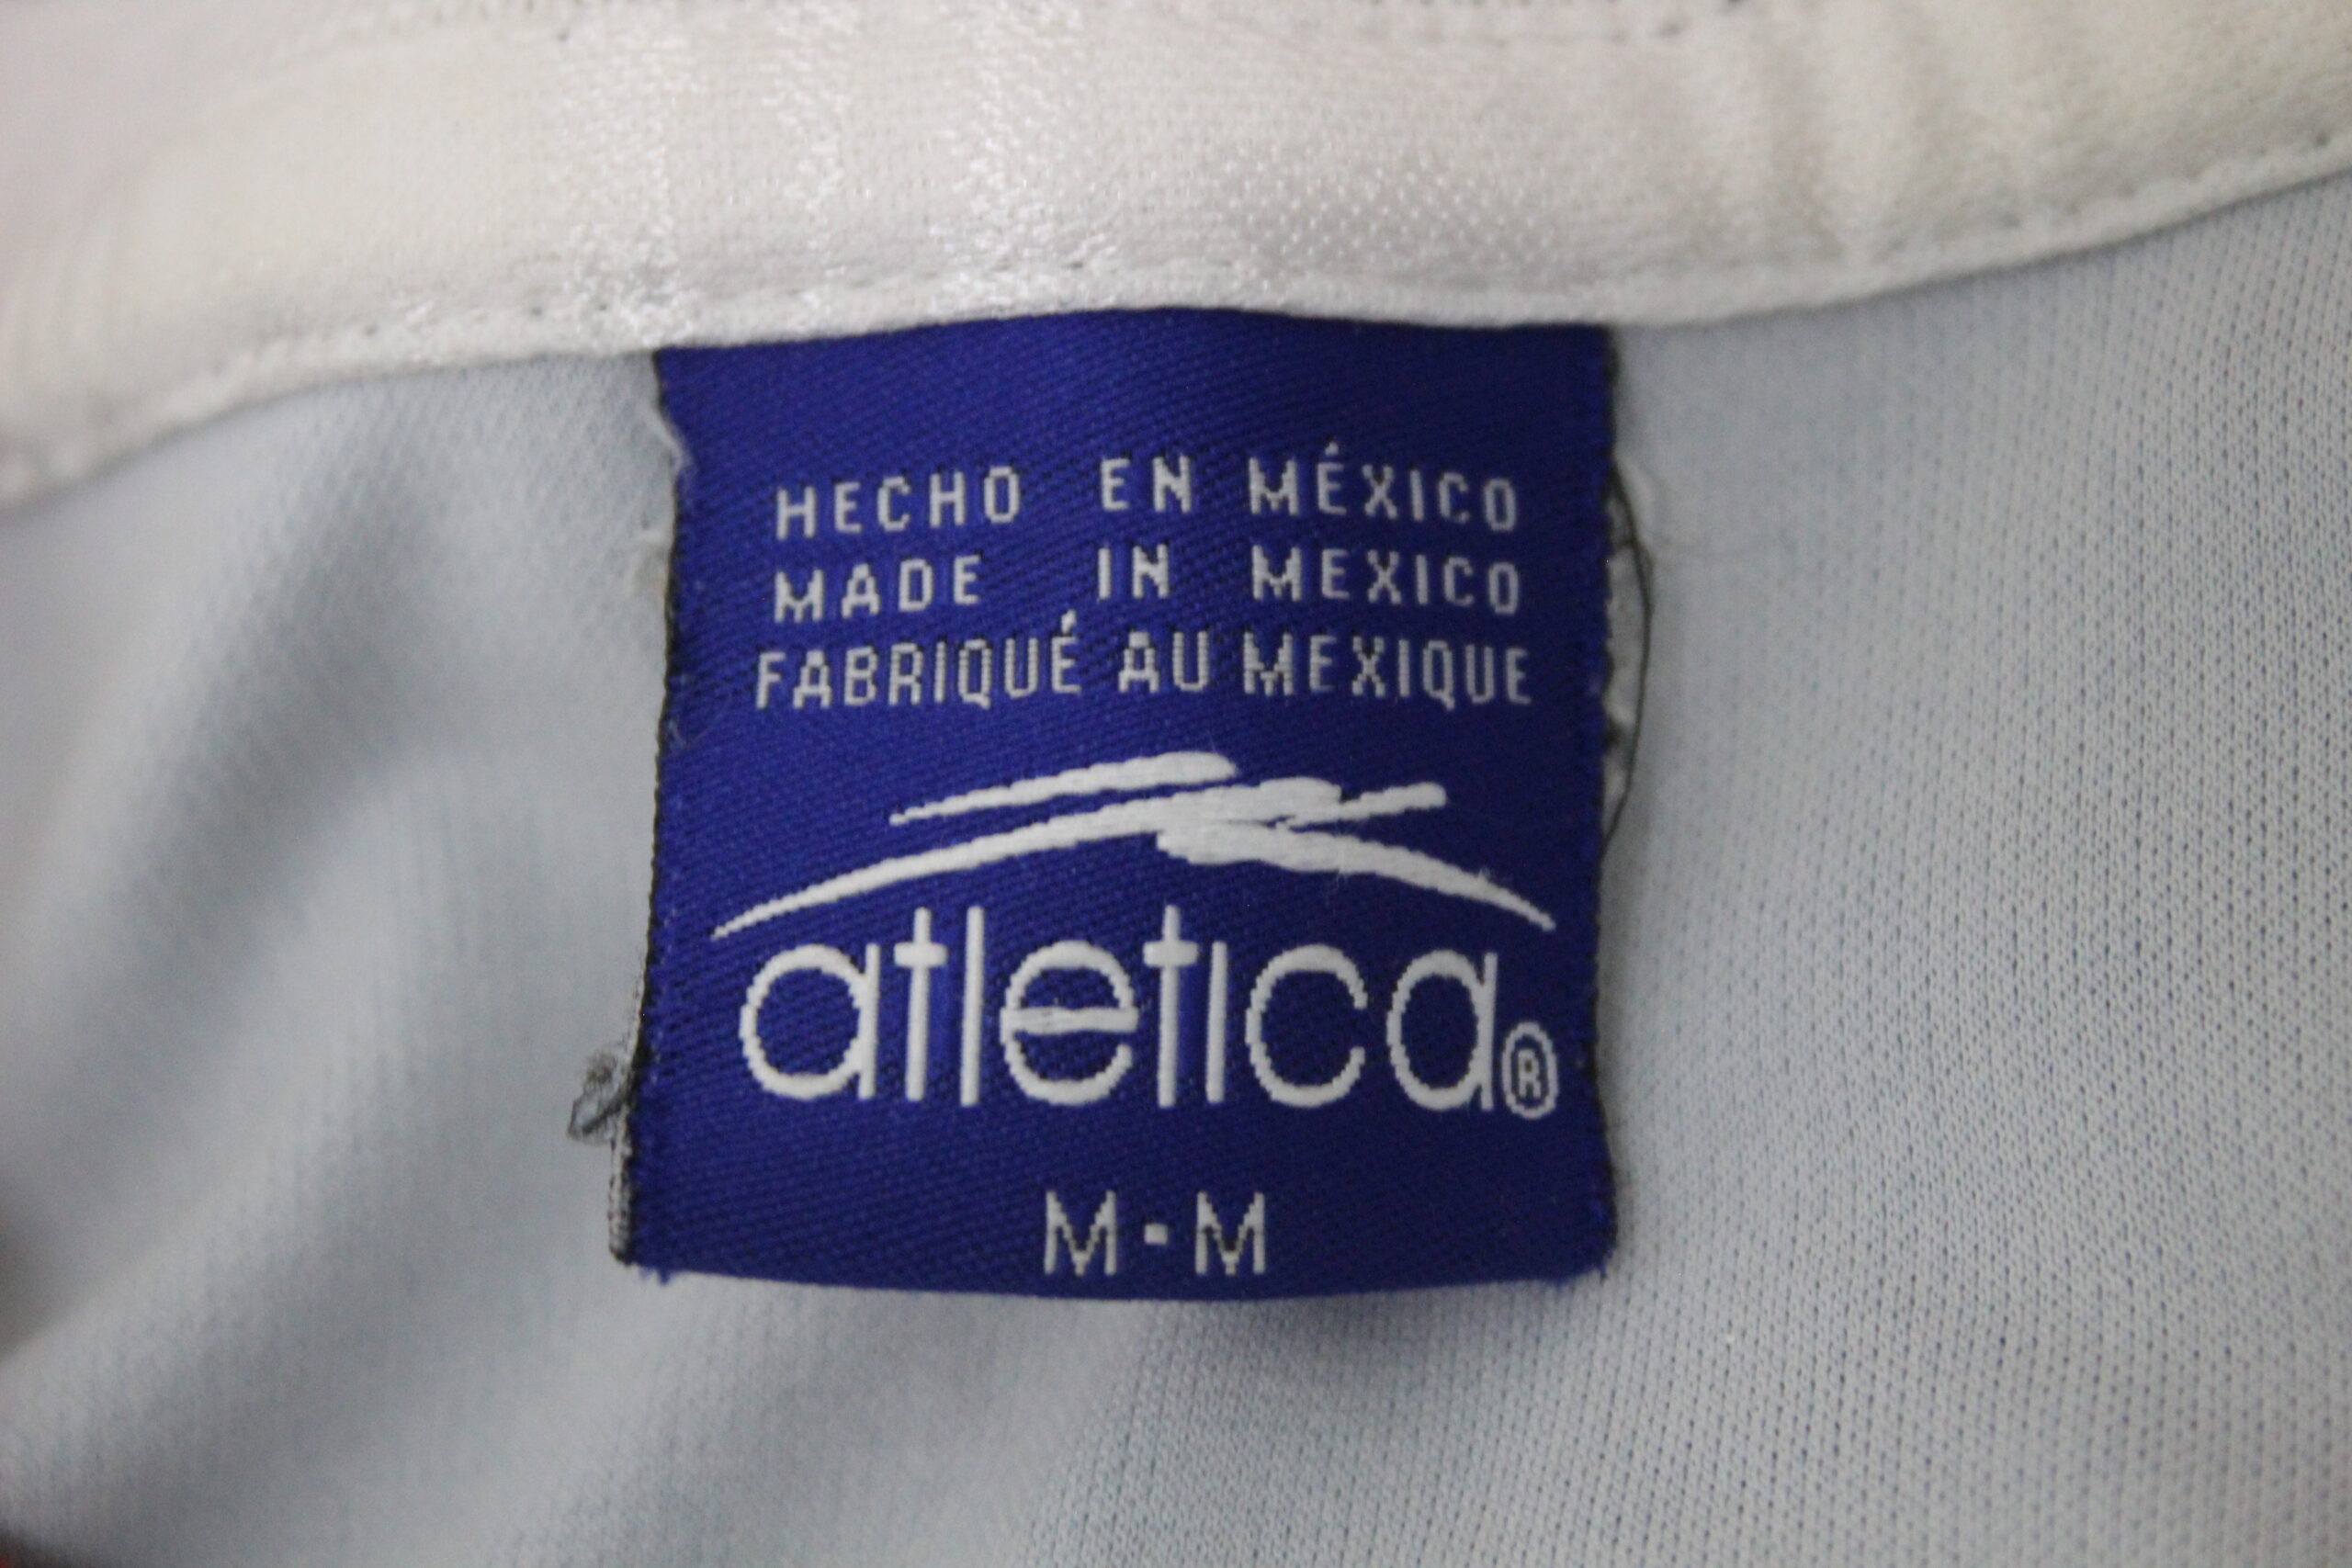 HECHO EN MÉXICO
MADE IN MEXICO
FABRIQUÉ AU MEXIQUE
atletica®
M·M